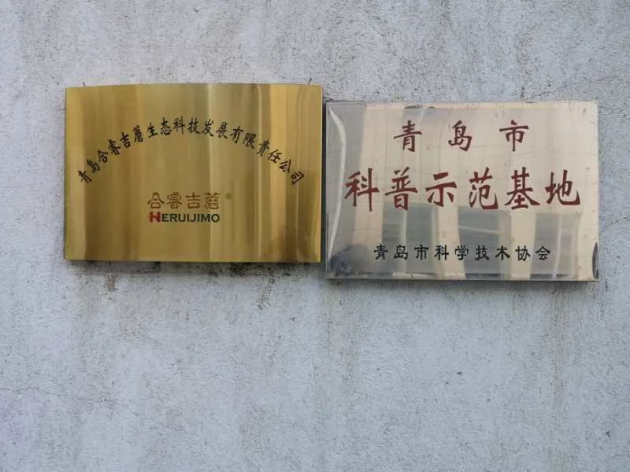 青岛合睿吉蘑生态科技发展有限责任公司
合睿吉蘑®
HERUIJIMO
青岛市
科普示范基地
青岛市科学技术协会